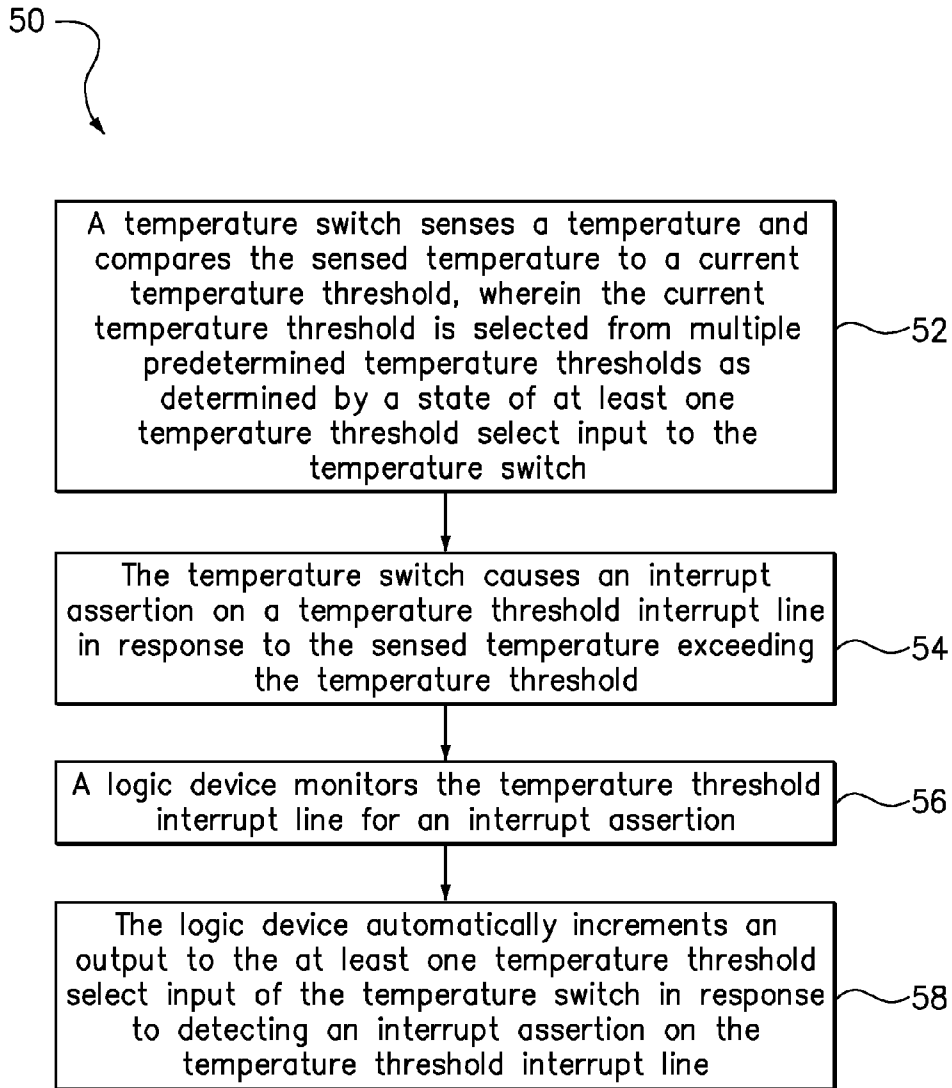 50
A temperature switch senses a temperature and
compares the sensed temperature to a current
temperature threshold, wherein the current
temperature threshold is selected from multiple
predetermined temperature thresholds as
determined by a state of at least one
temperature threshold select input to the
temperature switch
52
The temperature switch causes an interrupt
assertion on a temperature threshold interrupt line
in response to the sensed temperature exceeding
the temperature threshold
54
A logic device monitors the temperature threshold
interrupt line for an interrupt assertion
56
The logic device automatically increments an
output to the at least one temperature threshold
select input of the temperature switch in response
to detecting an interrupt assertion on the
temperature threshold interrupt line
58